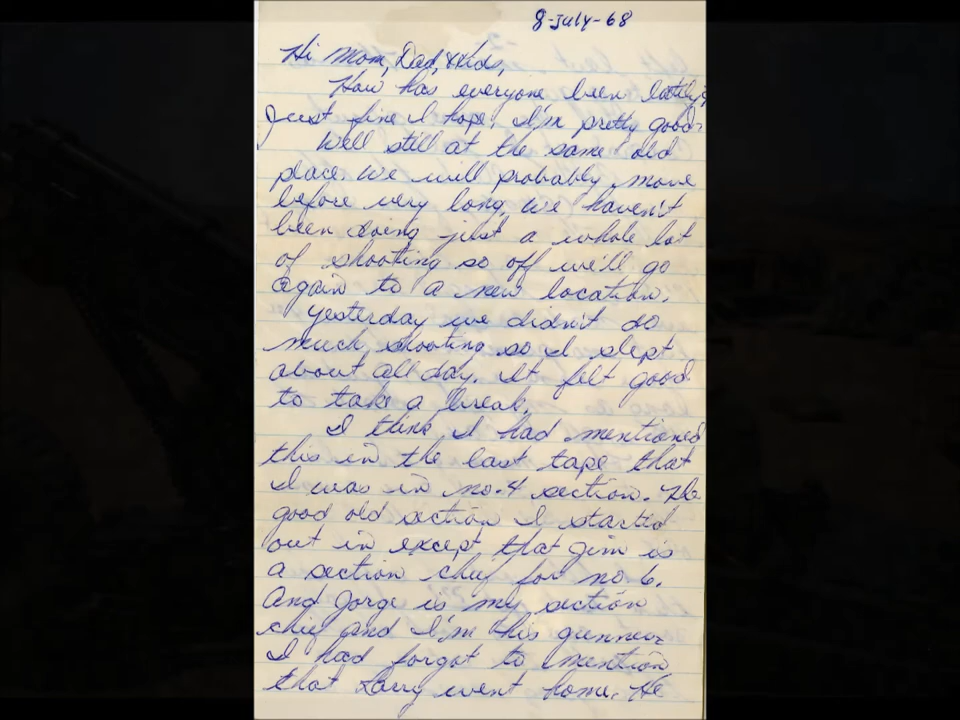 8-July-68
Hi Mom, Dad, & Kids,
How has everyone been lately?
Just fine I hope. I'm pretty good.
Well still at the same old
place. We will probably move
before very long. We haven't
been doing just a whole lot
of shooting so off we'll go
again to a new location.
Yesterday we didn't do
much shooting so I slept
about all day. It felt good
to take a break.
I think I had mentioned
this in the last tape that
I was in no. 4 section. The
good old section I started
out in except that Jim is
a section chief for no 6.
And Jorge is my section
chief and I'm his gunner
I had forgot to mention
that Larry went home. He